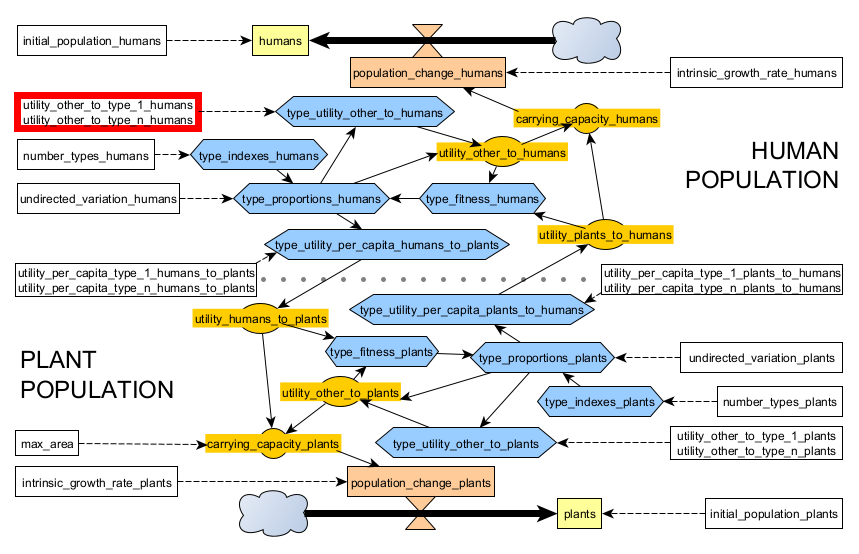 initial_population_humans
humans
population_change_humans
intrinsic_growth_rate_humans
utility_other_to_type_1_humans
utility_other_to_type_n_humans
type_utility_other_to_humans
carrying_capacity_humans
number_types_humans
type_indexes_humans
utility_other_to_humans
HUMAN
POPULATION
undirected_variation_humans
type_proportions_humans
type_fitness_humans
utility_plants_to_humans
type_utility_per_capita_humans_to_plants
utility_per_capita_type_1_humans_to_plants
utility_per_capita_type_n_humans_to_plants
utility_per_capita_type_1_plants_to_humans
utility_per_capita_type_n_plants_to_humans
type_utility_per_capita_plants_to_humans
utility_humans_to_plants
PLANT
POPULATION
type_fitness_plants
type_proportions_plants
undirected_variation_plants
utility_other_to_plants
type_indexes_plants
number_types_plants
max_area
carrying_capacity_plants
type_utility_other_to_plants
utility_other_to_type_1_plants
utility_other_to_type_n_plants
intrinsic_growth_rate_plants
population_change_plants
plants
initial_population_plants